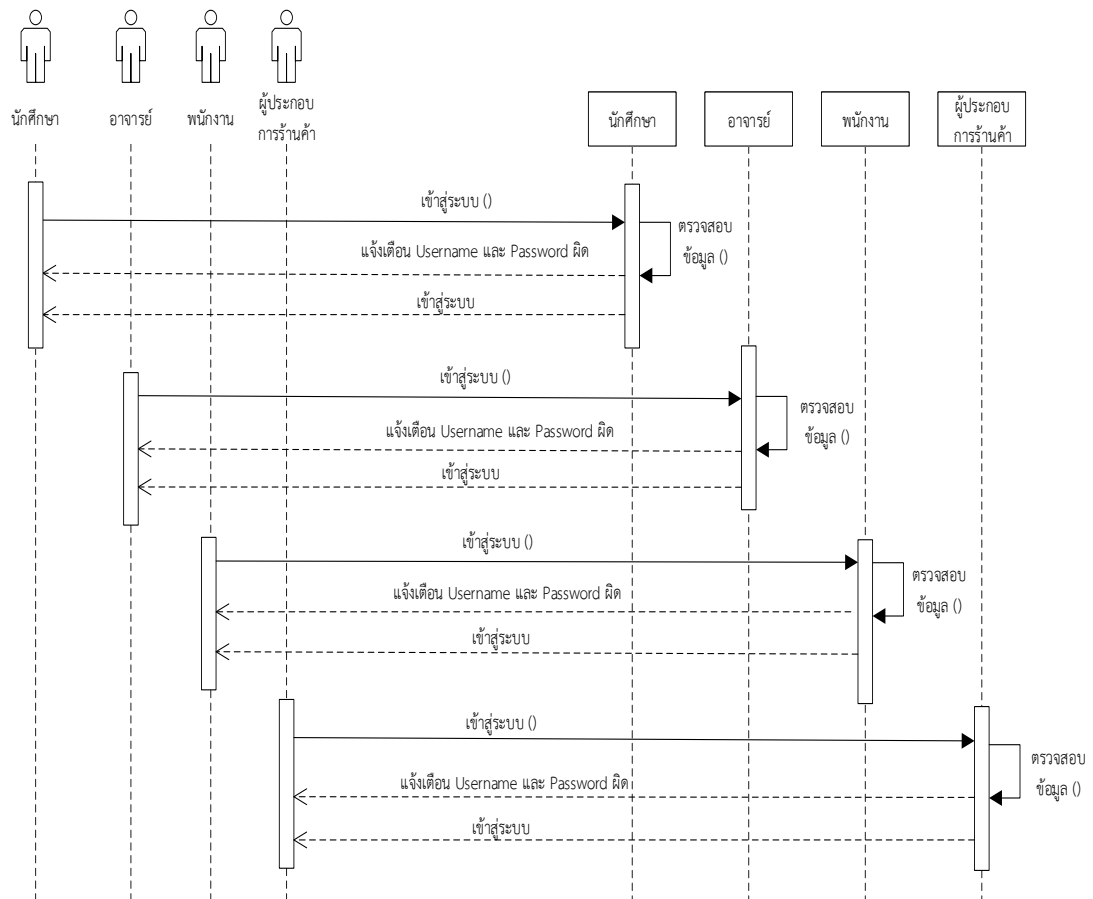 นักศึกษา
อาจารย์
พนักงาน
ผู้ประกอบ
การร้านค้า
นักศึกษา
อาจารย์
พนักงาน
ผู้ประกอบ
การร้านค้า
เข้าสู่ระบบ ()
ตรวจสอบ
ข้อมูล ()
แจ้งเตือน Username และ Password ผิด
เข้าสู่ระบบ
เข้าสู่ระบบ ()
ตรวจสอบ
ข้อมูล ()
แจ้งเตือน Username และ Password ผิด
เข้าสู่ระบบ
เข้าสู่ระบบ ()
ตรวจสอบ
ข้อมูล ()
แจ้งเตือน Username และ Password ผิด
เข้าสู่ระบบ
เข้าสู่ระบบ ()
ตรวจสอบ
ข้อมูล ()
แจ้งเตือน Username และ Password ผิด
เข้าสู่ระบบ